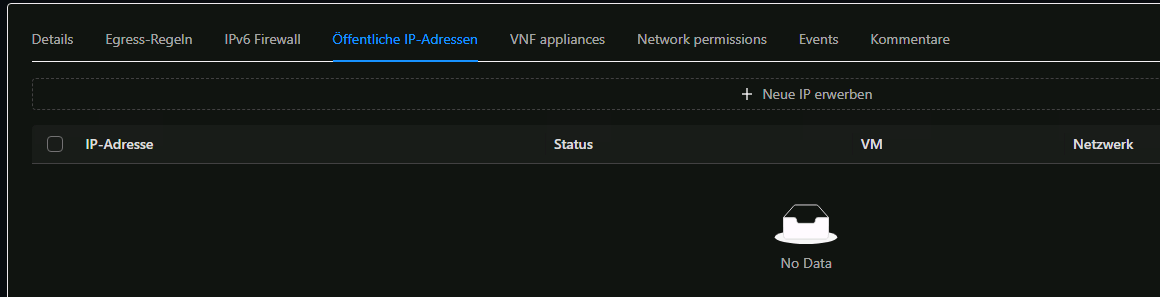 Details Egress-Regeln IPv6 Firewall Öffentliche IP-Adressen VNF appliances Network permissions Events Kommentare
+ Neue IP erwerben
IP-Adresse Status VM Netzwerk
No Data